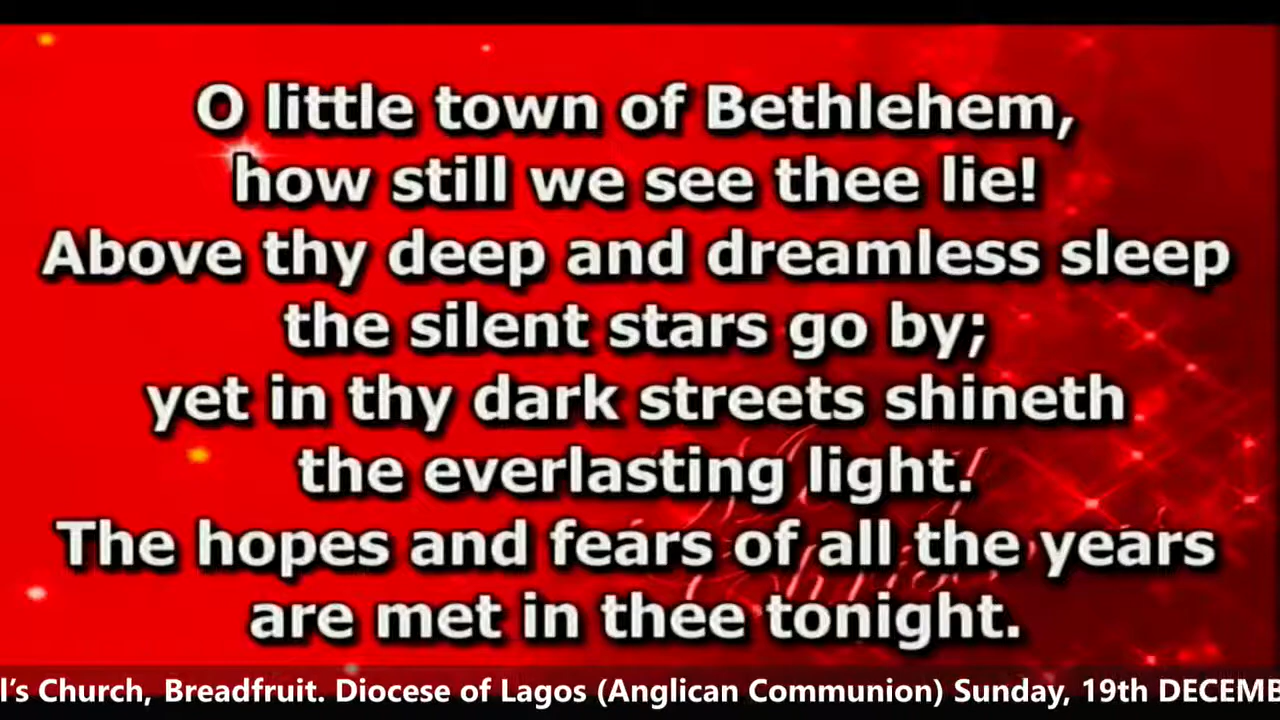 O little town of Bethlehem,
how still we see thee lie!
Above thy deep and dreamless sleep
the silent stars go by;
yet in thy dark streets shineth
the everlasting light.
The hopes and fears of all the years
are met in thee tonight.
l’s Church, Breadfruit. Diocese of Lagos (Anglican Communion) Sunday, 19th DECEMB